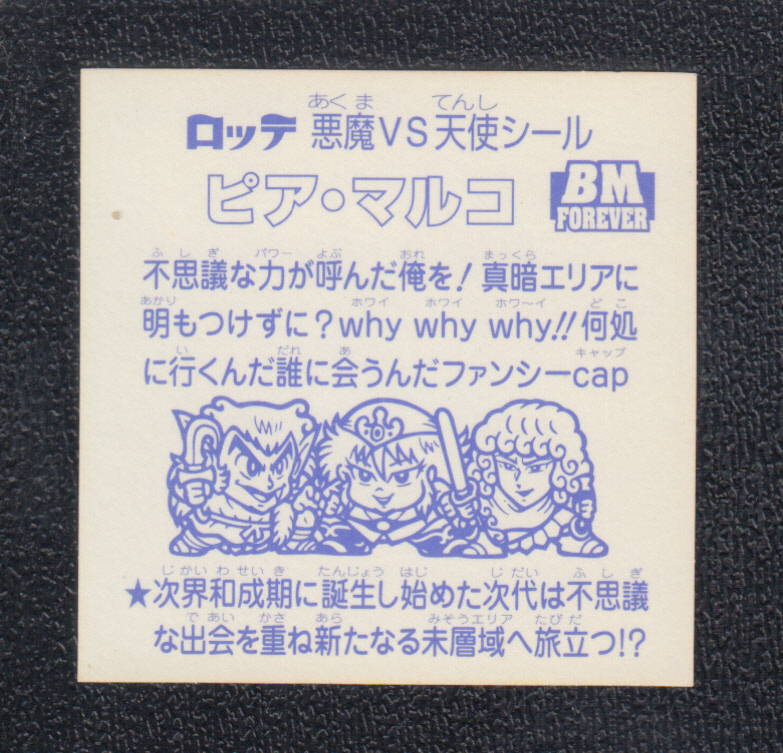 あくま てんし
ロッテ 悪魔VS天使シール
ピア・マルコ
BM
FOREVER
ふしぎ パワー よぶ おれ まっくら
不思議な力が呼んだ俺を！真暗エリアに
あかり ホワイ ホワイ ホワ〜イ どこ
明もつけずに？why why why!!何処
い だれ あ キャップ
に行くんだ誰に会うんだファンシーcap
じかいわせいき たんじょう はじ じだい ふしぎ
★次界和成期に誕生し始めた次代は不思議
であい かさ あら みそうエリア たびだ
な出会を重ね新たなる未層域へ旅立つ!?